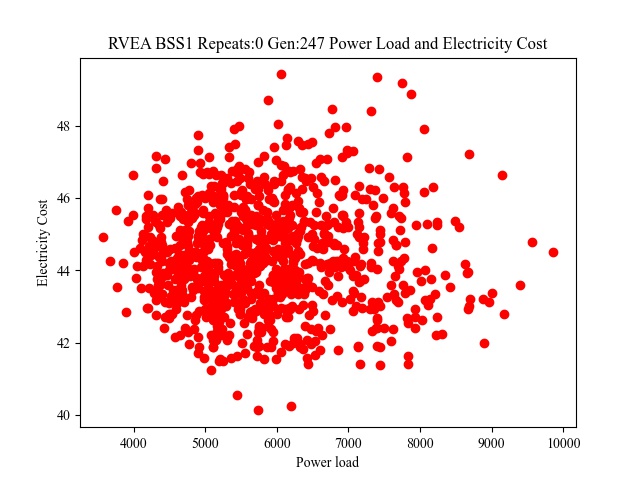 RVEA BSS1 Repeats:0 Gen:247 Power Load and Electricity Cost
Electricity Cost
48
46
44
42
40
4000 5000 6000 7000 8000 9000 10000
Power load